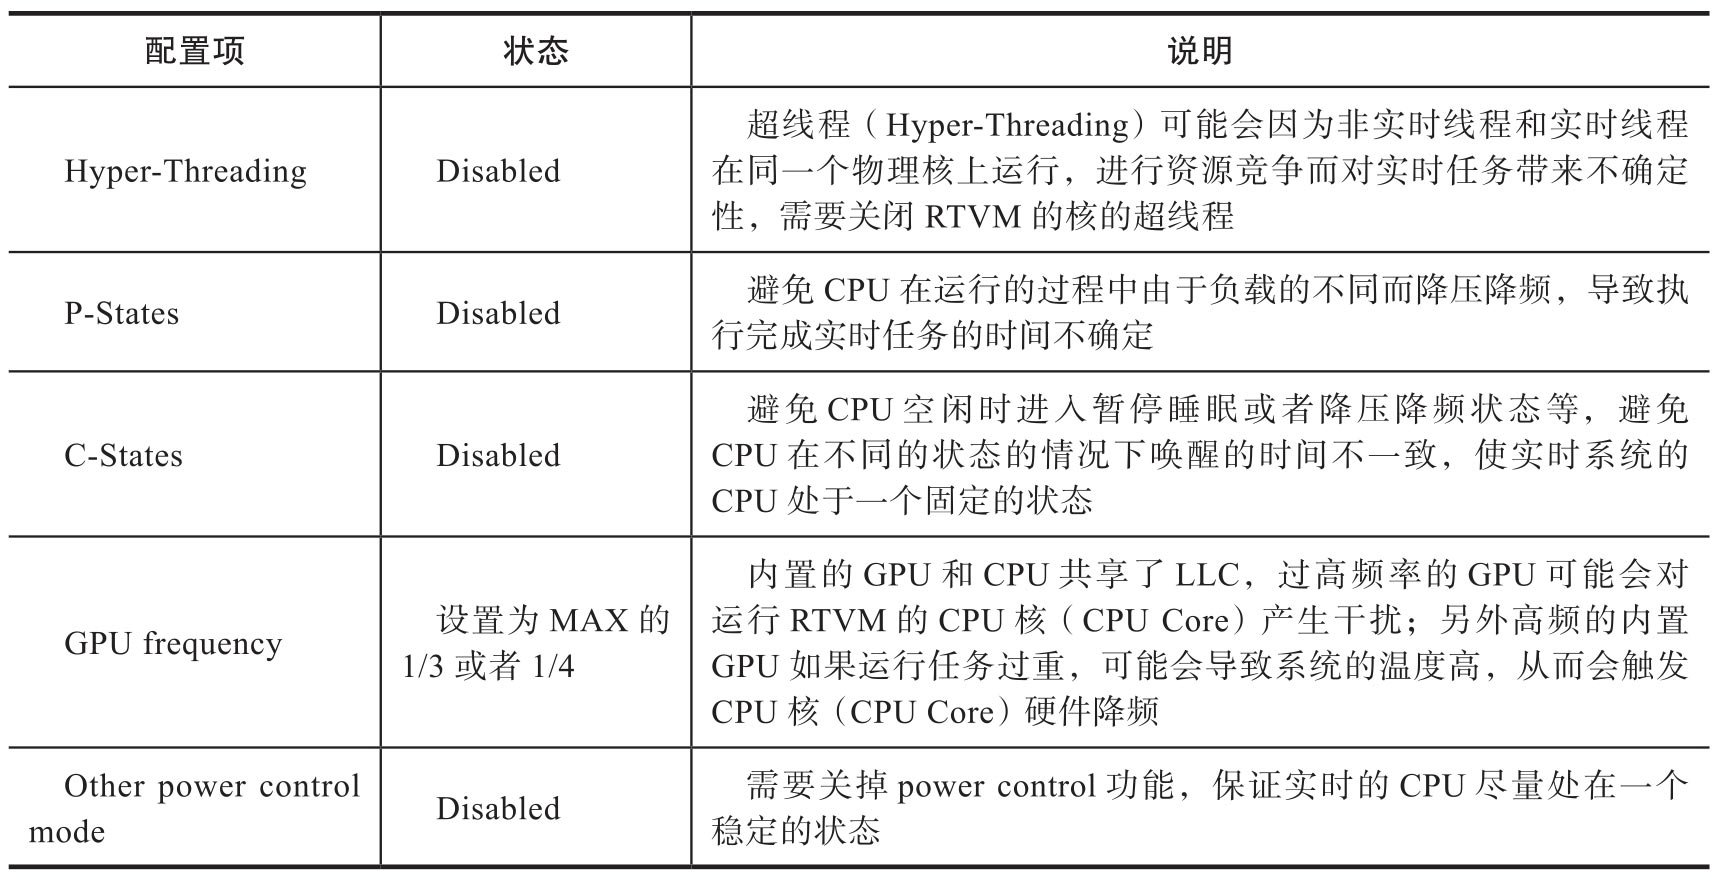 配置项 状态 说明
超线程（Hyper-Threading）可能会因为非实时线程和实时线程
Hyper-Threading Disabled 在同一个物理核上运行，进行资源竞争而对实时任务带来不确定
性，需要关闭 RTVM 的核的超线程
P-States Disabled 避免 CPU 在运行的过程中由于负载的不同而降压降频，导致执
行完成实时任务的时间不确定
避免 CPU 空闲时进入暂停睡眠或者降压降频状态等，避免
C-States Disabled CPU 在不同的状态的情况下唤醒的时间不一致，使实时系统的
CPU 处于一个固定的状态
GPU frequency
设置为 MAX 的
1/3 或者 1/4
内置的 GPU 和 CPU 共享了 LLC，过高频率的 GPU 可能会对
运行 RTVM 的 CPU 核（CPU Core）产生干扰；另外高频的内置
GPU 如果运行任务过重，可能会导致系统的温度高，从而会触发
CPU 核（CPU Core）硬件降频
Other power control
mode
Disabled
需要关掉 power control 功能，保证实时的 CPU 尽量处在一个
稳定的状态